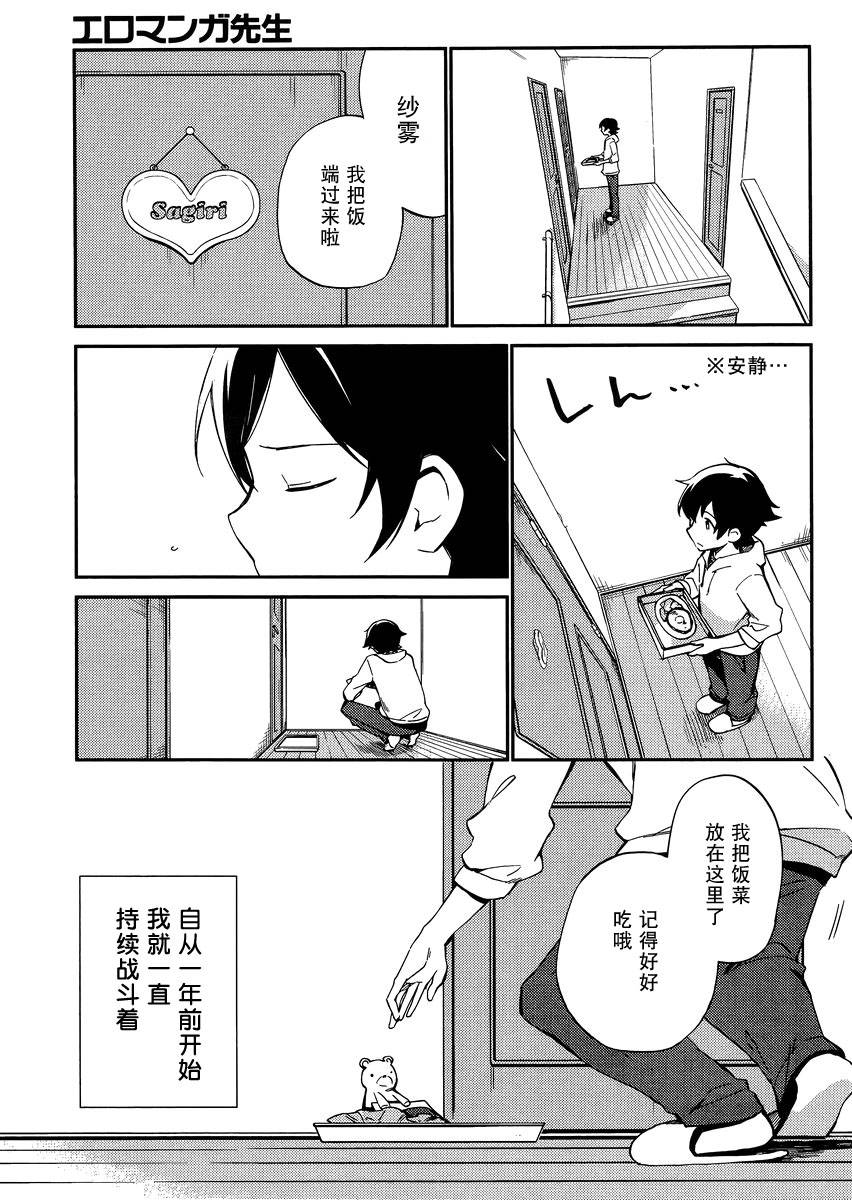 エロマンガ先生
纱雾
我把饭
端过来啦
Sagiri
※安静…
しん…
我把饭菜
放在这里了
记得好好
吃哦
自从一年前开始
我就一直
持续战斗着